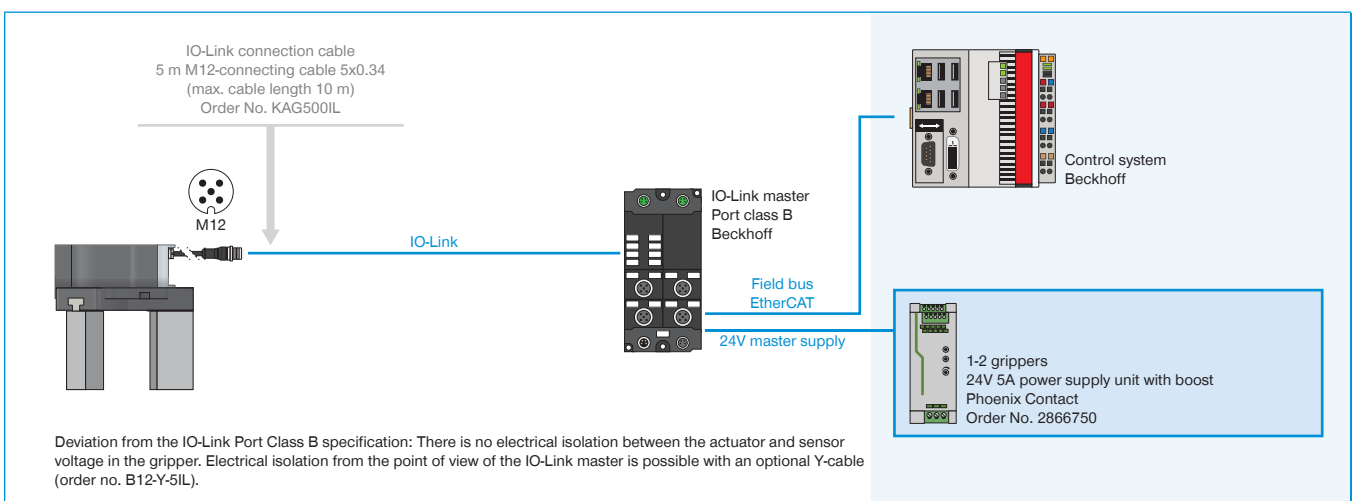 IO-Link connection cable
5 m M12-connecting cable 5x0.34
(max. cable length 10 m)
Order No. KAG500IL
M12
IO-Link
IO-Link master
Port class B
Beckhoff
Field bus
EtherCAT
24V master supply
Control system
Beckhoff
1-2 grippers
24V 5A power supply unit with boost
Phoenix Contact
Order No. 2866750
Deviation from the IO-Link Port Class B specification: There is no electrical isolation between the actuator and sensor
voltage in the gripper. Electrical isolation from the point of view of the IO-Link master is possible with an optional Y-cable
(order no. B12-Y-5IL).